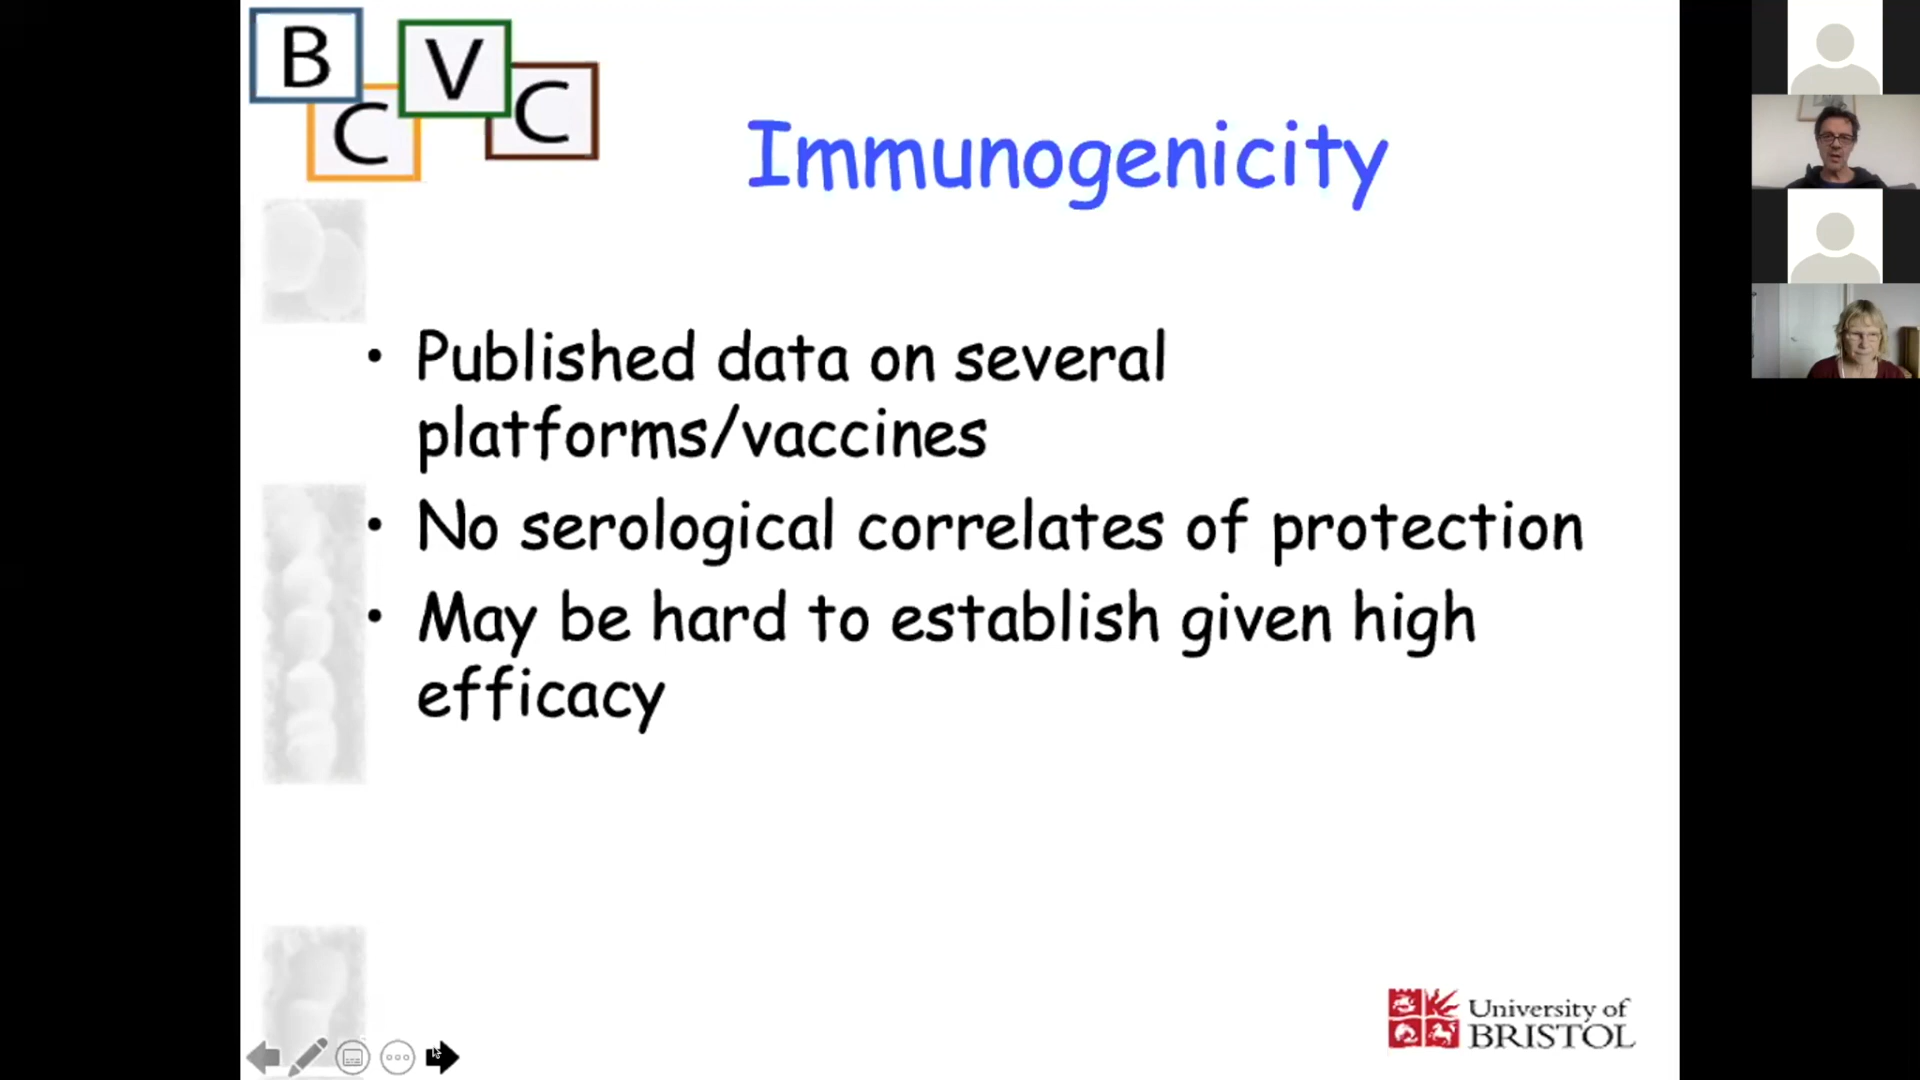 B
C
V
C
Immunogenicity
• Published data on several
platforms/vaccines
• No serological correlates of protection
• May be hard to establish given high
efficacy
University of
BRISTOL